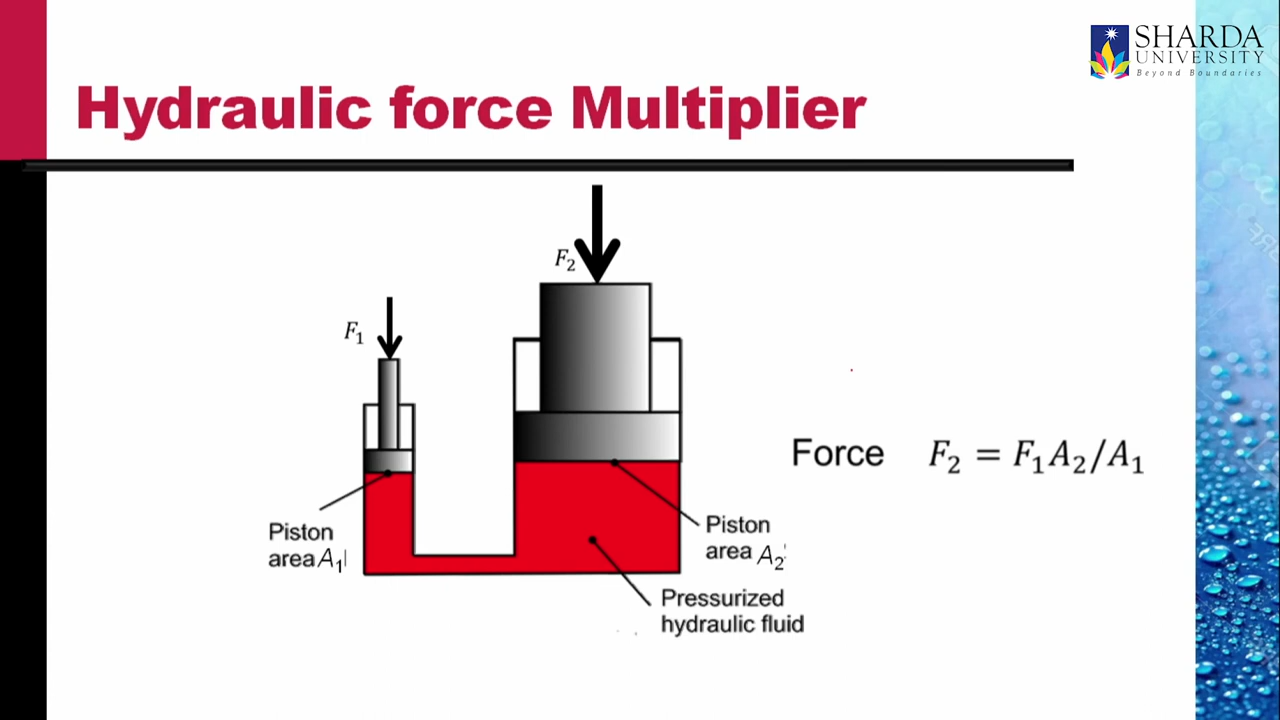 SHARDA
UNIVERSITY
Beyond Boundaries
Hydraulic force Multiplier
F₂
F₁
Force F₂ = F₁A₂/A₁
Piston
area A₁
Piston
area A₂
Pressurized
hydraulic fluid